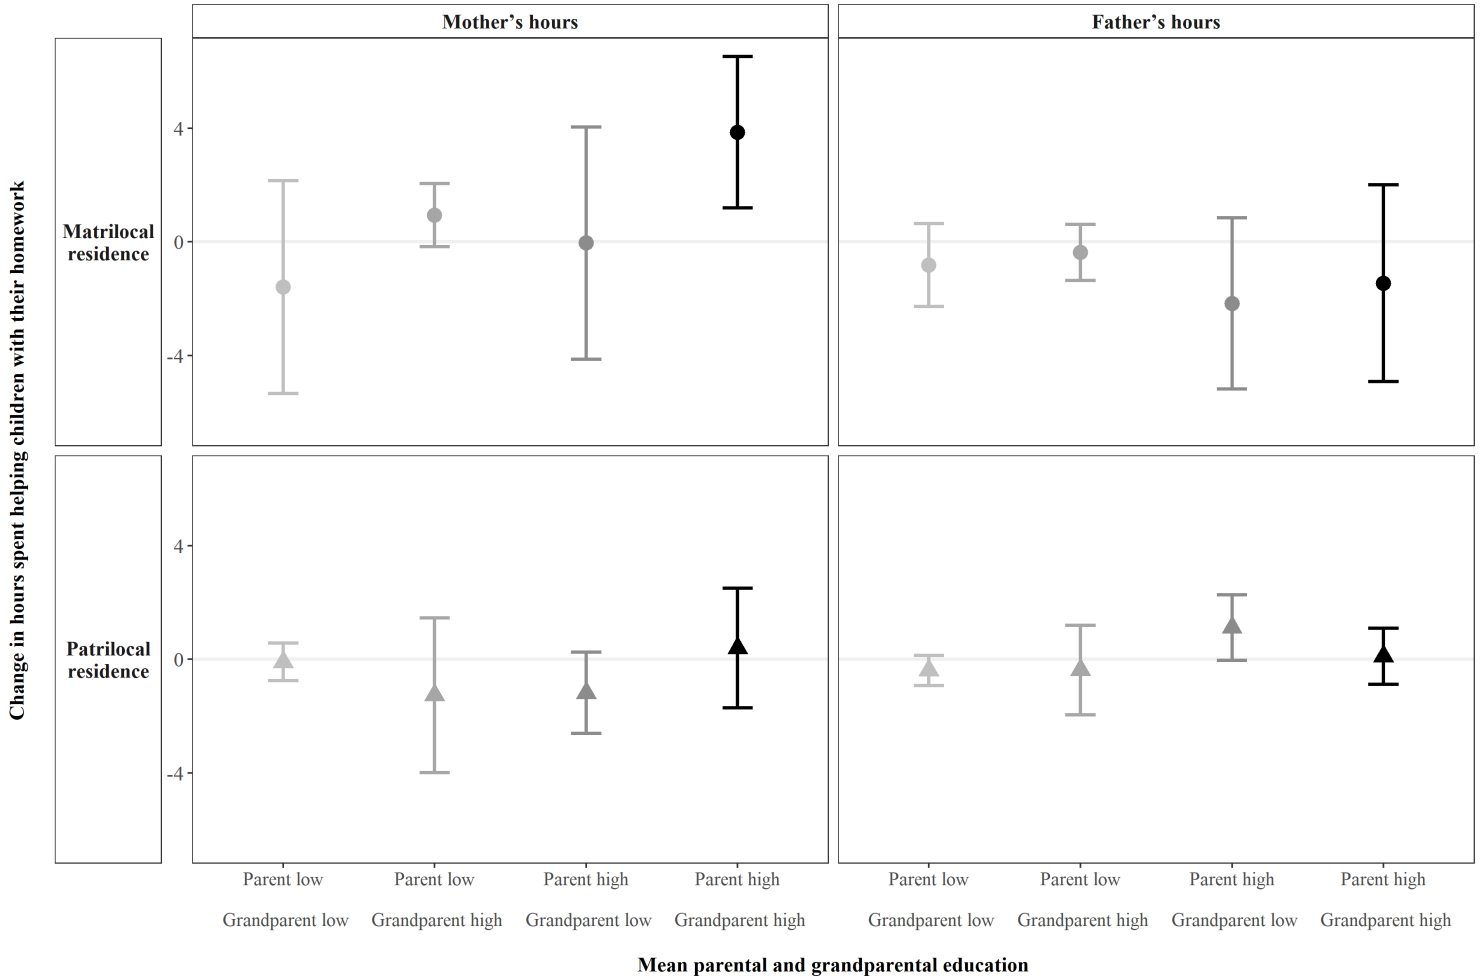 Mother’s hours
Father’s hours
Change in hours spent helping children with their homework
Matrilocal
residence
4
0
-4
Patrilocal
residence
4
0
-4
Parent low
Grandparent low
Parent low
Grandparent high
Parent high
Grandparent low
Parent high
Grandparent high
Parent low
Grandparent low
Parent low
Grandparent high
Parent high
Grandparent low
Parent high
Grandparent high
Mean parental and grandparental education